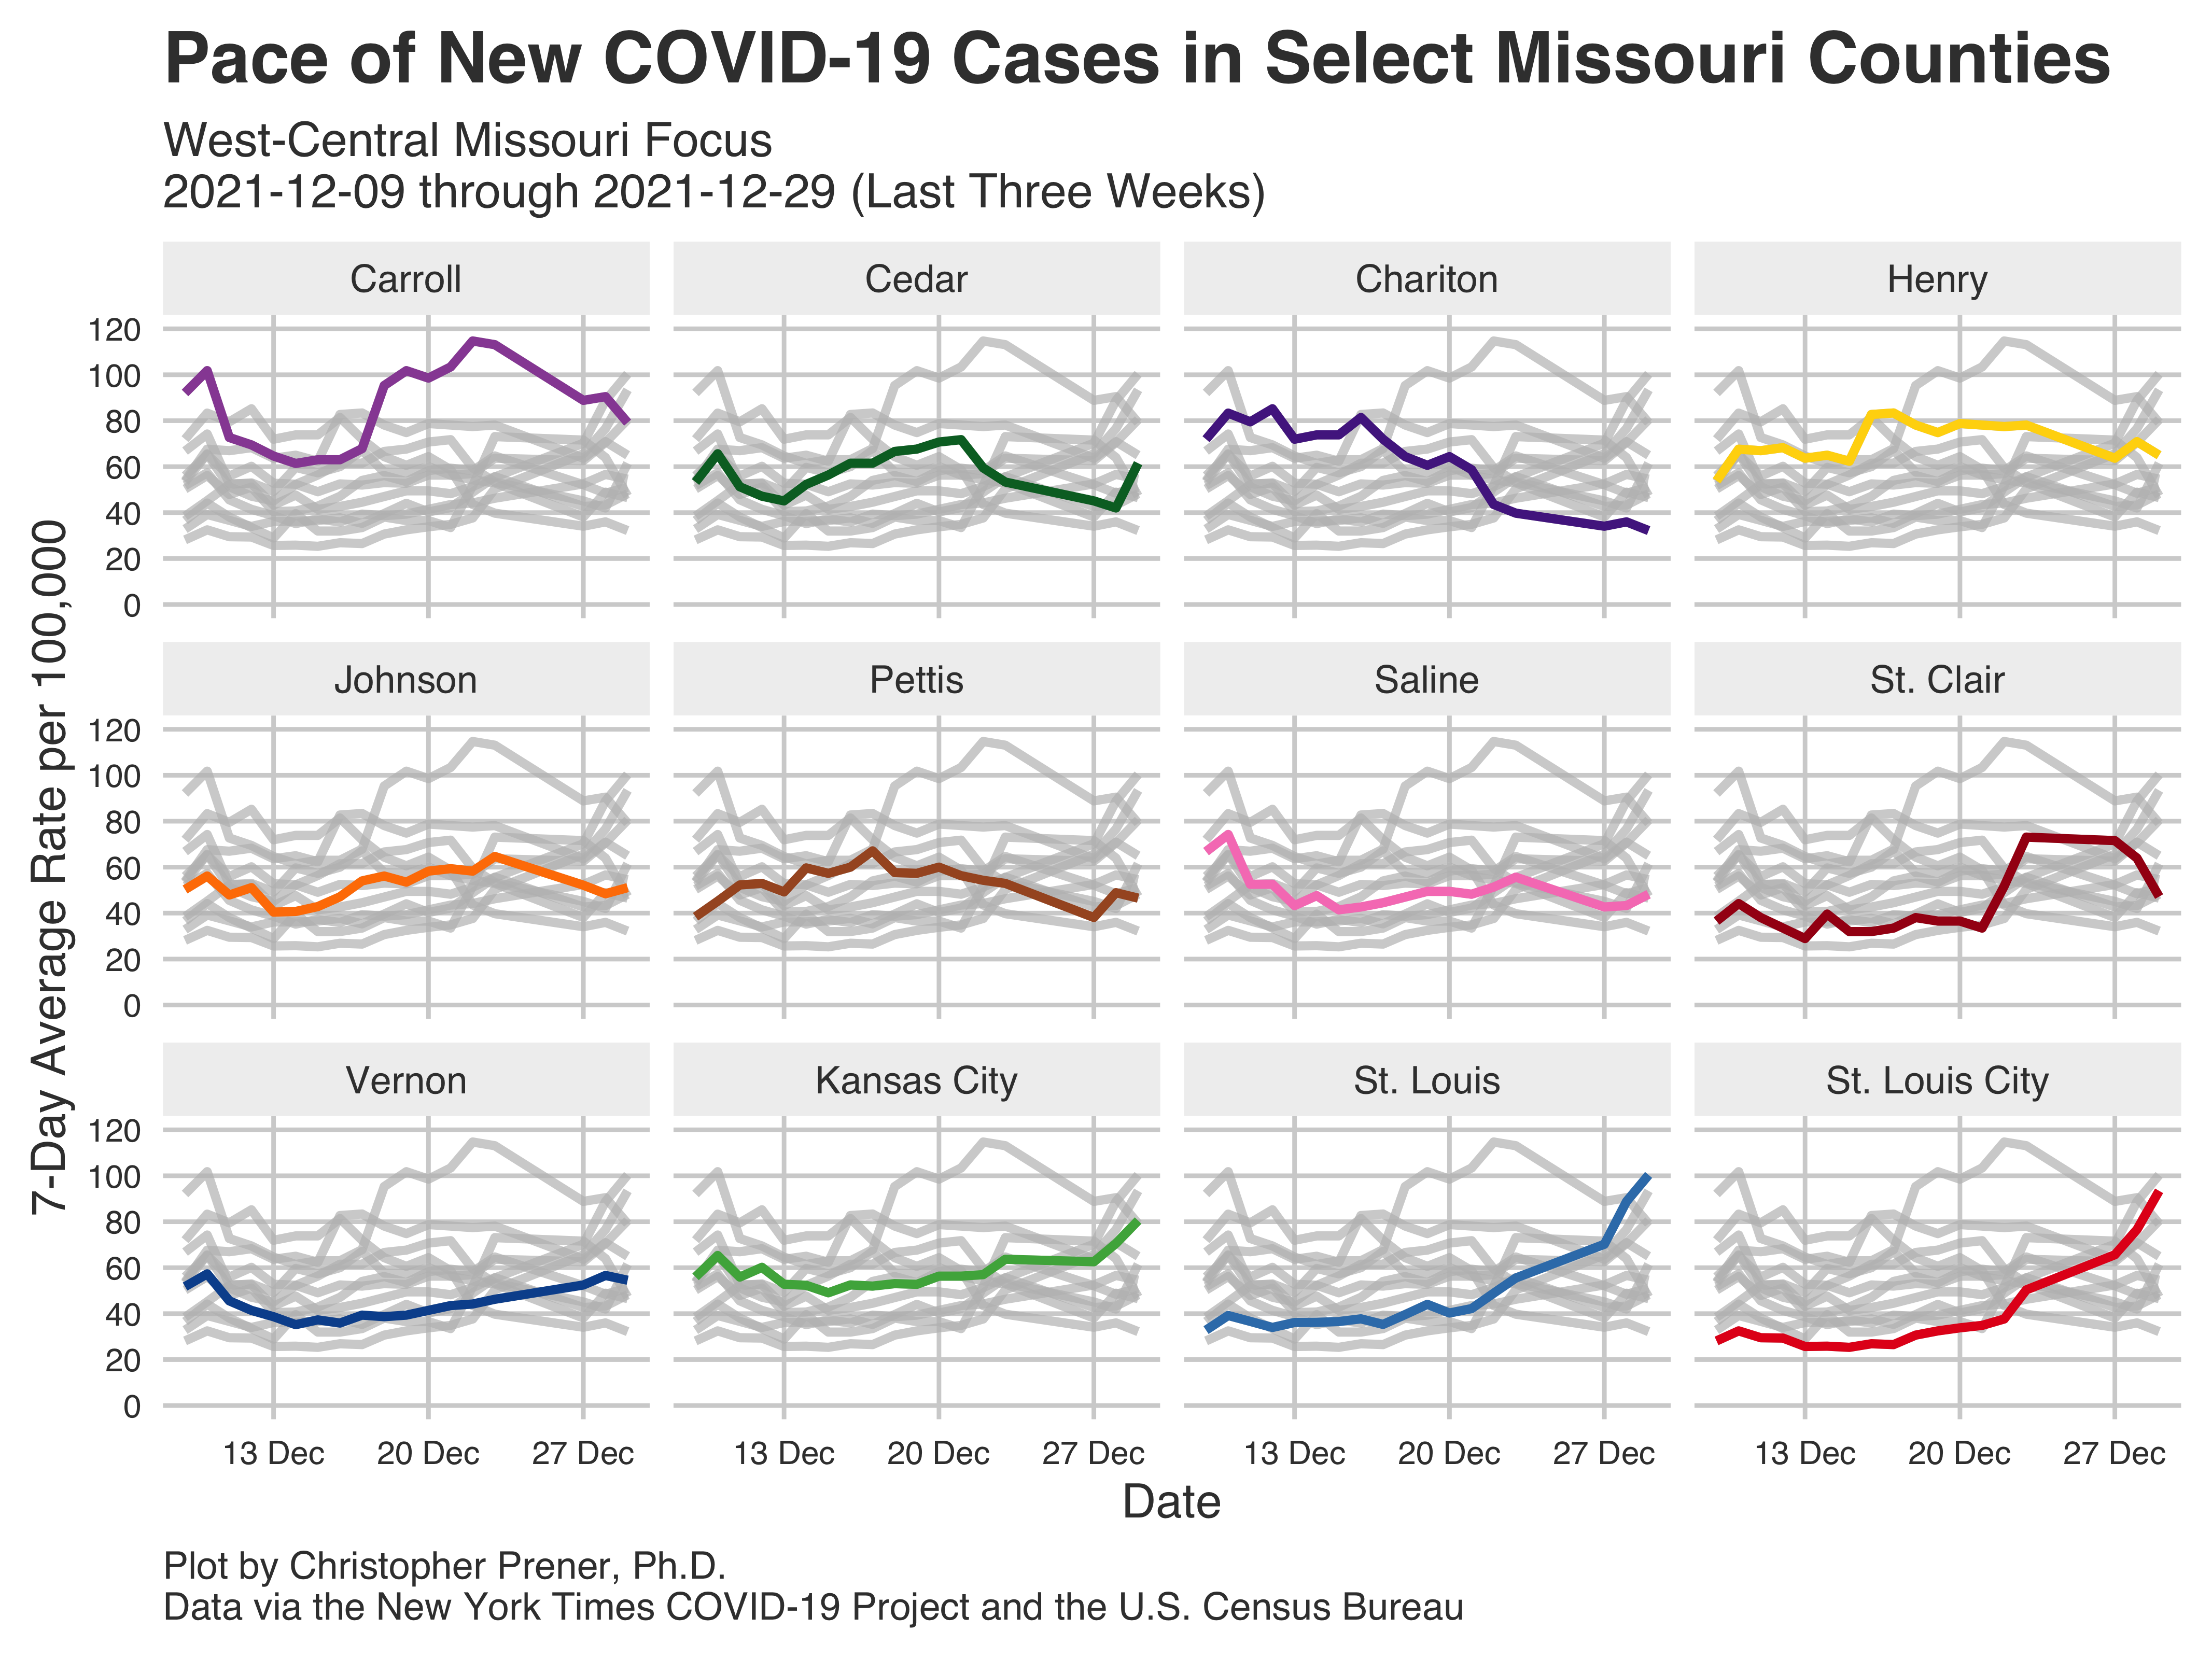 Pace of New COVID-19 Cases in Select Missouri Counties
West-Central Missouri Focus
2021-12-09 through 2021-12-29 (Last Three Weeks)
7-Day Average Rate per 100,000
Carroll Cedar Chariton Henry
120
100
80
60
40
20
0
Johnson Pettis Saline St. Clair
120
100
80
60
40
20
0
Vernon Kansas City St. Louis St. Louis City
120
100
80
60
40
20
0
13 Dec 20 Dec 27 Dec 13 Dec 20 Dec 27 Dec 13 Dec 20 Dec 27 Dec 13 Dec 20 Dec 27 Dec
Date
Plot by Christopher Prener, Ph.D.
Data via the New York Times COVID-19 Project and the U.S. Census Bureau